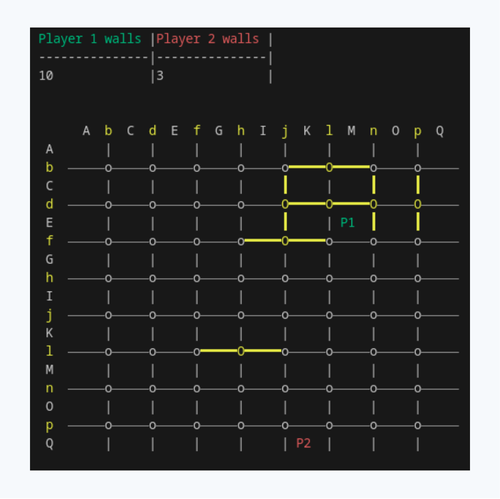 Player 1 walls |Player 2 walls |
---------------|---------------|
10 |3 |
A b C d E f G h I j K l M n O p Q
A
b
C
d
E P1
f
G
h
I
j
K
l
M
n
O
p
Q P2